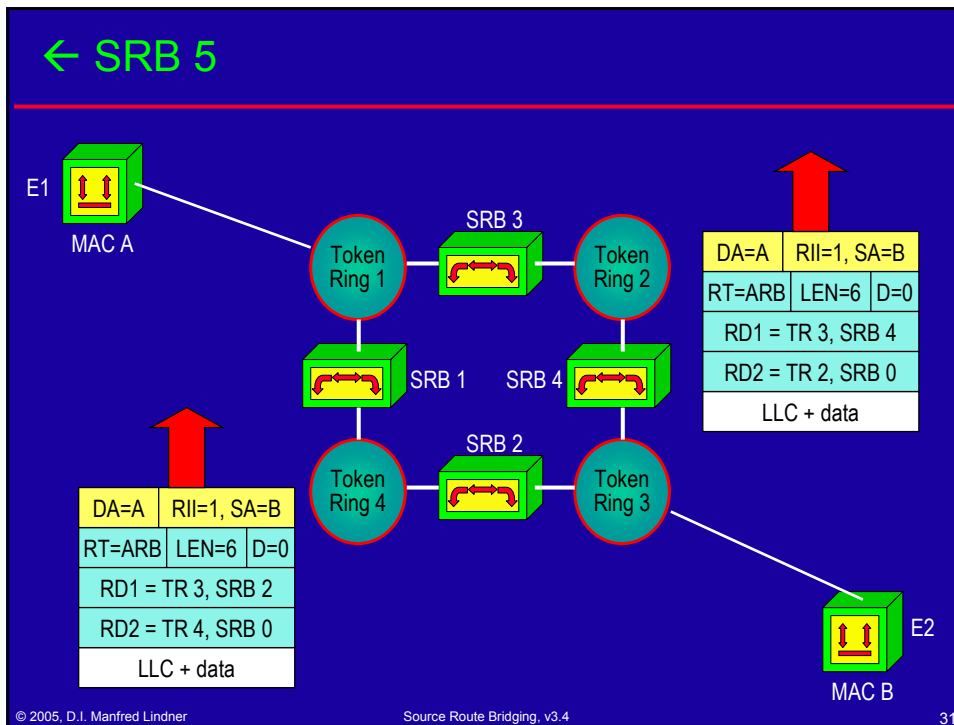 ← SRB 5
E1
MAC A
Token
Ring 1
SRB 3
Token
Ring 2
SRB 1
SRB 4
Token
Ring 4
SRB 2
Token
Ring 3
E2
MAC B
DA=A RII=1, SA=B
RT=ARB LEN=6 D=0
RD1 = TR 3, SRB 4
RD2 = TR 2, SRB 0
LLC + data
DA=A RII=1, SA=B
RT=ARB LEN=6 D=0
RD1 = TR 3, SRB 2
RD2 = TR 4, SRB 0
LLC + data
© 2005, D.I. Manfred Lindner
Source Route Bridging, v3.4
31